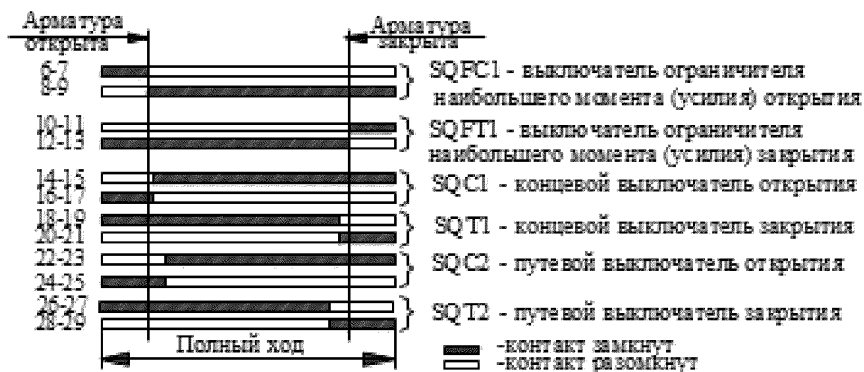 Арматура
открыта
Арматура
закрыта
6-7
8-9
SQFC1 - выключатель ограничителя
наибольшего момента (усилия) открытия
10-11
12-13
SQFT1 - выключатель ограничителя
наибольшего момента (усилия) закрытия
14-15
16-17
SQC1 - концевой выключатель открытия
18-19
20-21
SQT1 - концевой выключатель закрытия
22-23
24-25
SQC2 - путевой выключатель открытия
26-27
28-29
SQT2 - путевой выключатель закрытия
Полный ход
-контакт замкнут
-контакт разомкнут